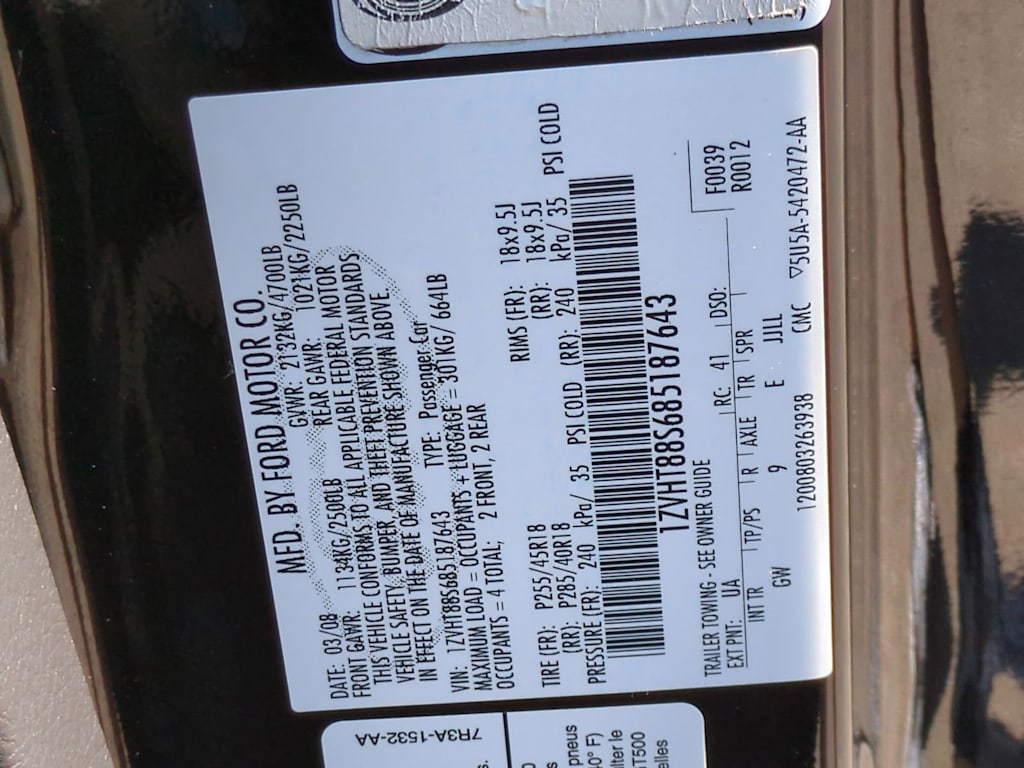 MFD. BY FORD MOTOR CO.
DATE: 03/08 GVWR: 2132KG/4700LB
FRONT GAWR: 1134KG/2500LB REAR GAWR: 1021KG/2250LB
THIS VEHICLE CONFORMS TO ALL APPLICABLE FEDERAL MOTOR
VEHICLE SAFETY, BUMPER, AND THEFT PREVENTION STANDARDS
IN EFFECT ON THE DATE OF MANUFACTURE SHOWN ABOVE.
VIN: 1ZVHT88S685187643 TYPE: Passenger Car
MAXIMUM LOAD = OCCUPANTS + LUGGAGE = 301KG/ 664LB
OCCUPANTS = 4 TOTAL, 2 FRONT, 2 REAR
TIRE (FR): P255/45R18 RIMS (FR): 18x9.5J
(RR): P285/40R18 (RR): 18x9.5J
PRESSURE (FR): 240 kPa/ 35 PSI COLD (RR): 240 kPa/ 35 PSI COLD
1ZVHT88S685187643
TRAILER TOWING - SEE OWNER GUIDE
F0039
R0012
EXT PNT: UA RC: 41 DSO:
INT TR TP/PS R AXLE TR SPR
GW 9 E JJLL
1200803263938 CMC ▽5U5A-5420472-AA
7R3A-1532-AA
pneus
0° F)
T500
elles